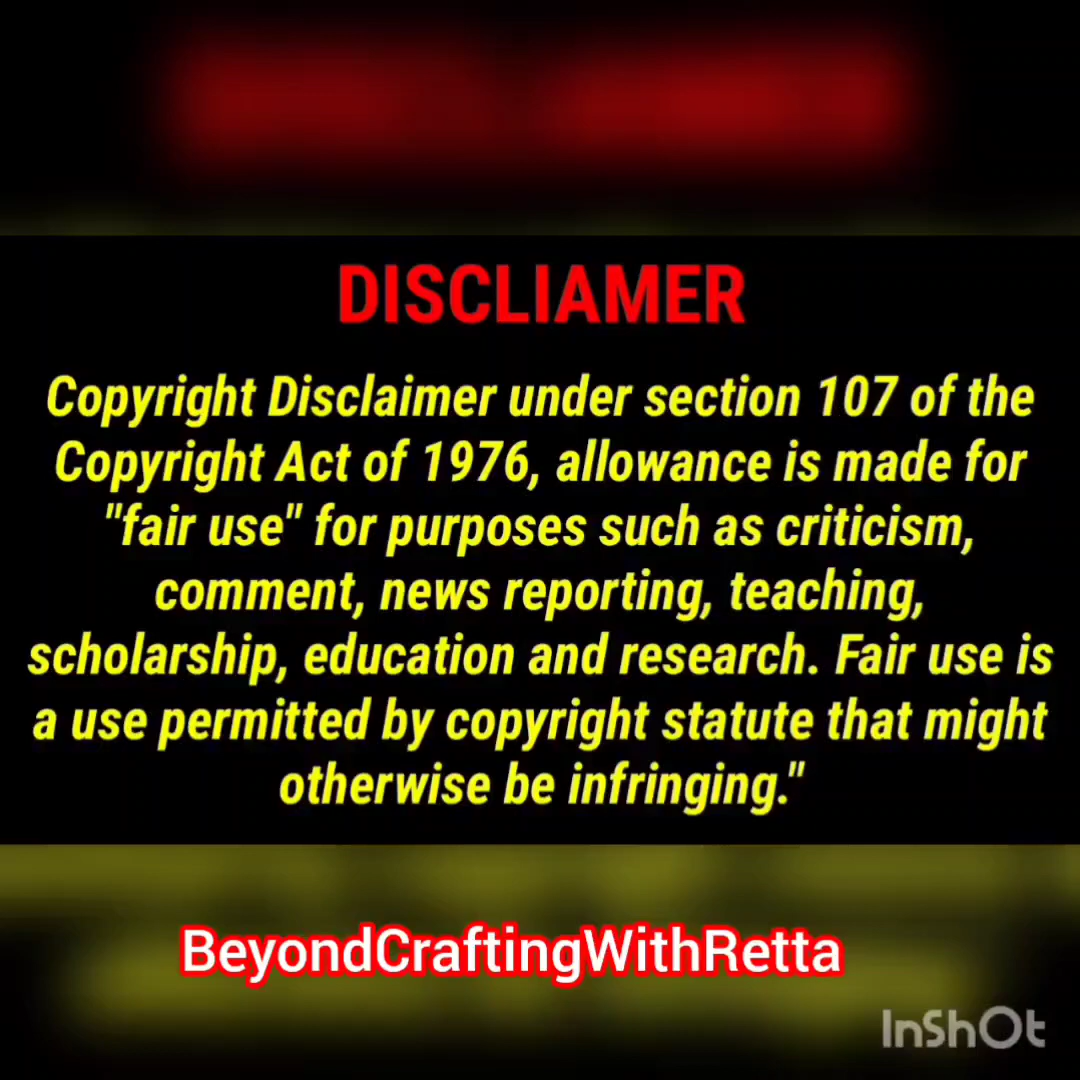 DISCLIAMER
Copyright Disclaimer under section 107 of the
Copyright Act of 1976, allowance is made for
"fair use" for purposes such as criticism,
comment, news reporting, teaching,
scholarship, education and research. Fair use is
a use permitted by copyright statute that might
otherwise be infringing."
BeyondCraftingWithRetta
InShOt